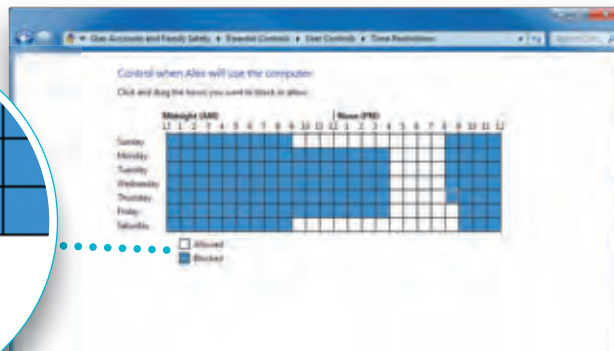 User Accounts and Family Safety ▸ Parental Controls ▸ User Controls ▸ Time Restrictions
Control when Alex will use the computer
Click and drag the hours you want to block or allow.
Midnight (AM) Noon (PM)
12 1 2 3 4 5 6 7 8 9 10 11 12 1 2 3 4 5 6 7 8 9 10 11 12
Sunday
Monday
Tuesday
Wednesday
Thursday
Friday
Saturday
Allowed
Blocked